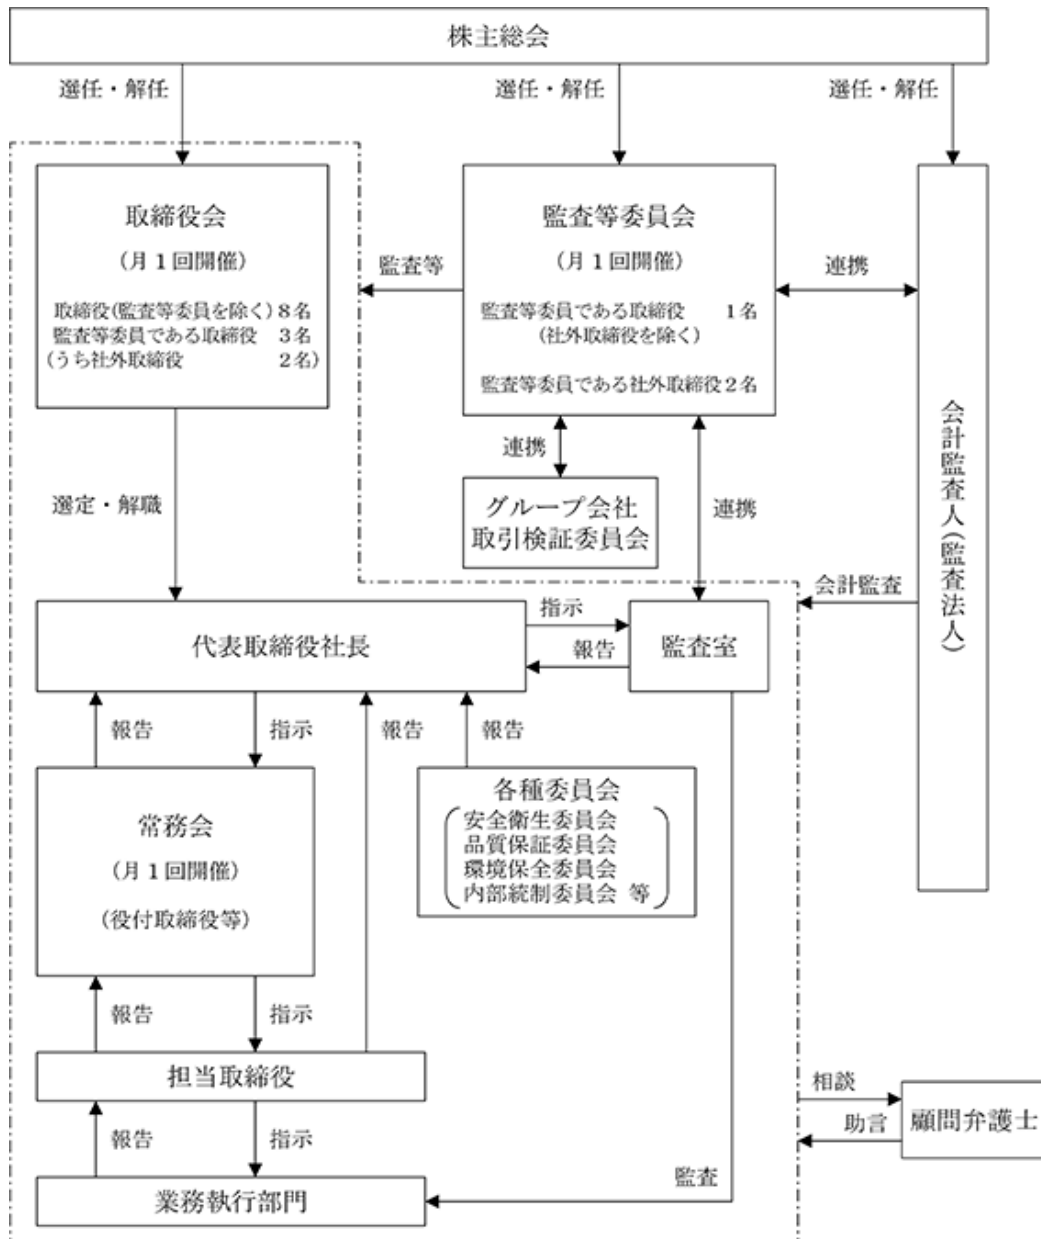 株主総会
選任・解任
選任・解任
選任・解任
取締役会
(月1回開催)
取締役(監査等委員を除く)8名
監査等委員である取締役 3名
(うち社外取締役 2名)
監査等
監査等委員会
(月1回開催)
監査等委員である取締役 1名
(社外取締役を除く)
監査等委員である社外取締役2名
連携
会計監査人(監査法人)
連携
グループ会社
取引検証委員会
連携
選定・解職
会計監査
代表取締役社長
指示
報告
監査室
報告
指示
報告
報告
常務会
(月1回開催)
(役付取締役等)
各種委員会
安全衛生委員会
品質保証委員会
環境保全委員会
内部統制委員会 等
報告
指示
担当取締役
相談
助言
顧問弁護士
報告
指示
監査
業務執行部門